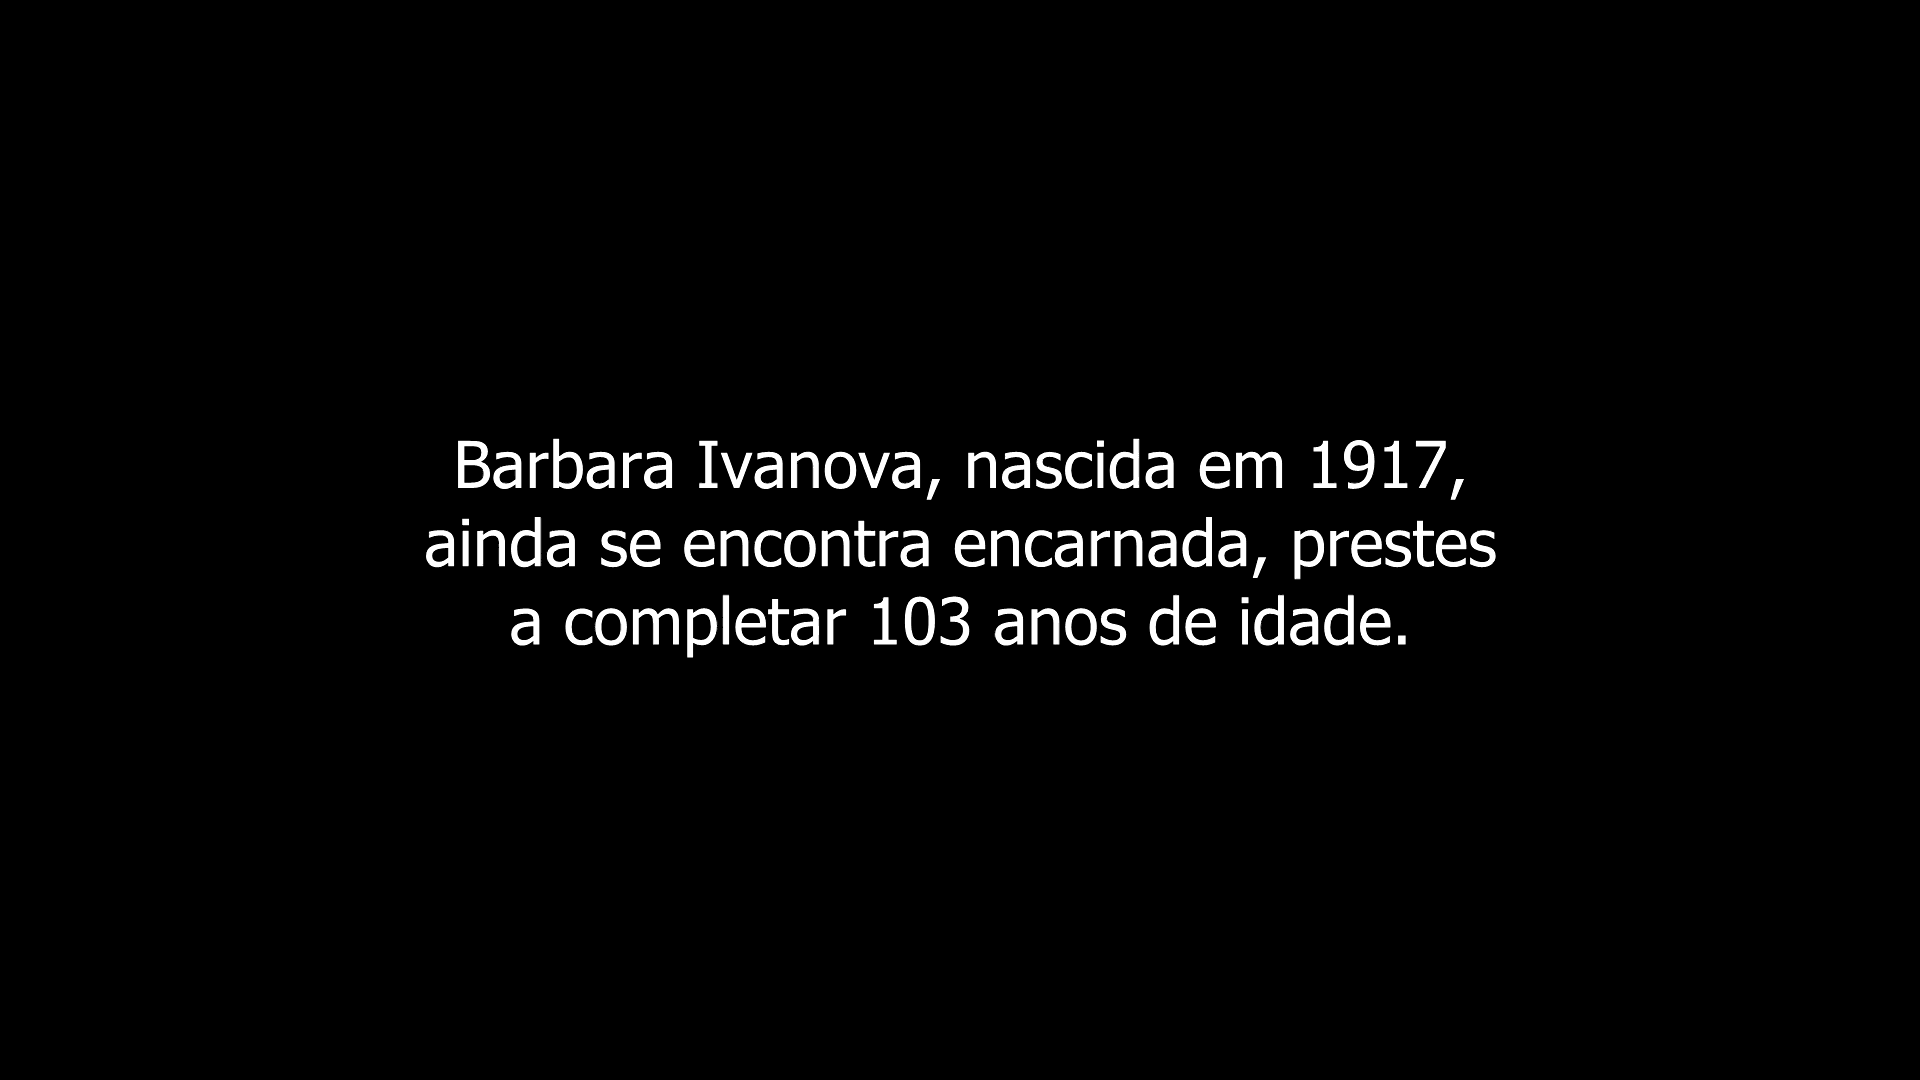 Barbara Ivanova, nascida em 1917,
ainda se encontra encarnada, prestes
a completar 103 anos de idade.